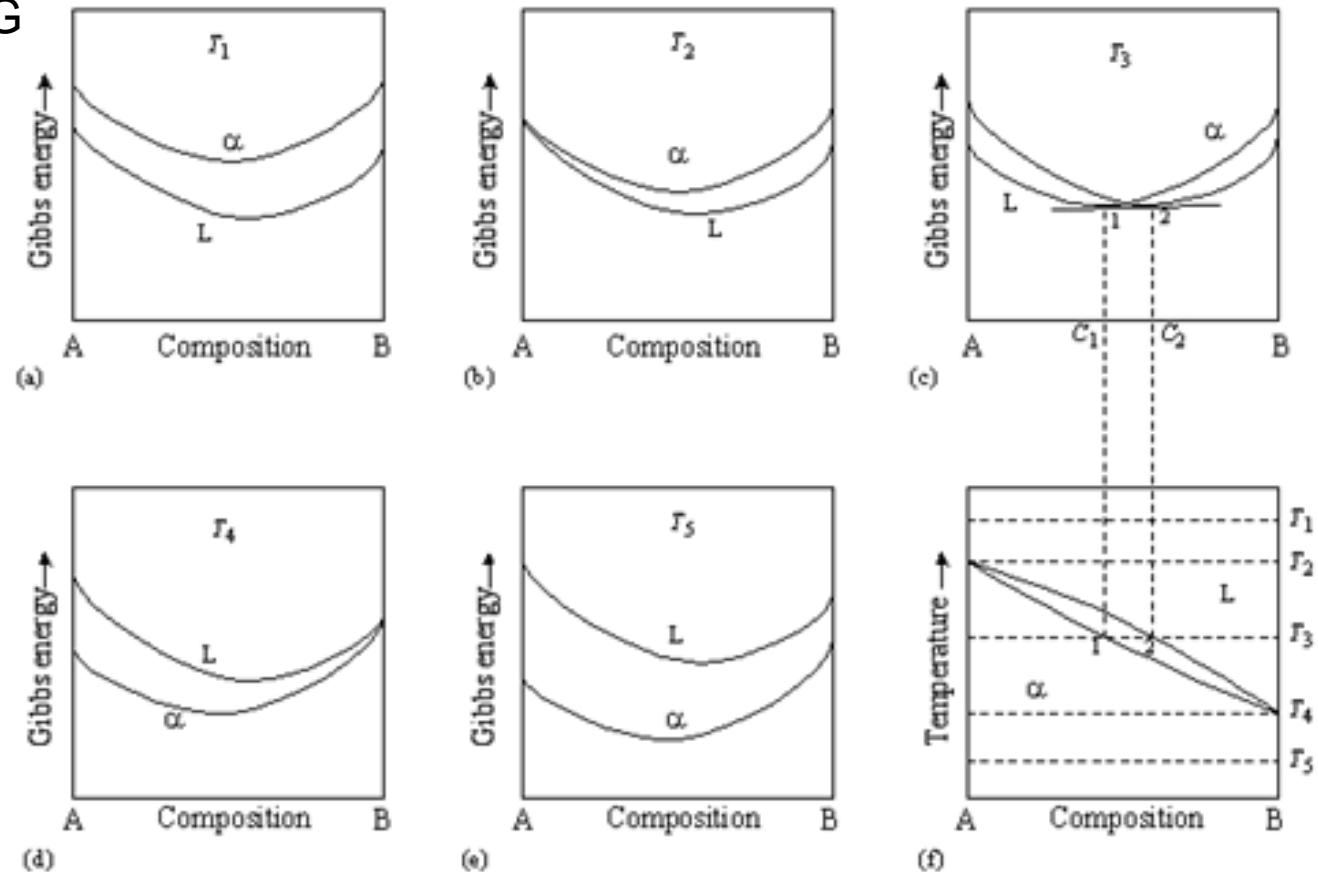 G
T₁
α
L
Gibbs energy
A Composition B
(a)
T₂
α
L
Gibbs energy
A Composition B
(b)
T₃
α
L
1 2
Gibbs energy
A C₁ C₂ B
(c)
T₄
L
α
Gibbs energy
A Composition B
(d)
T₅
L
α
Gibbs energy
A Composition B
(e)
T₁
T₂
L
T₃
1 2
α
T₄
T₅
Temperature
A Composition B
(f)